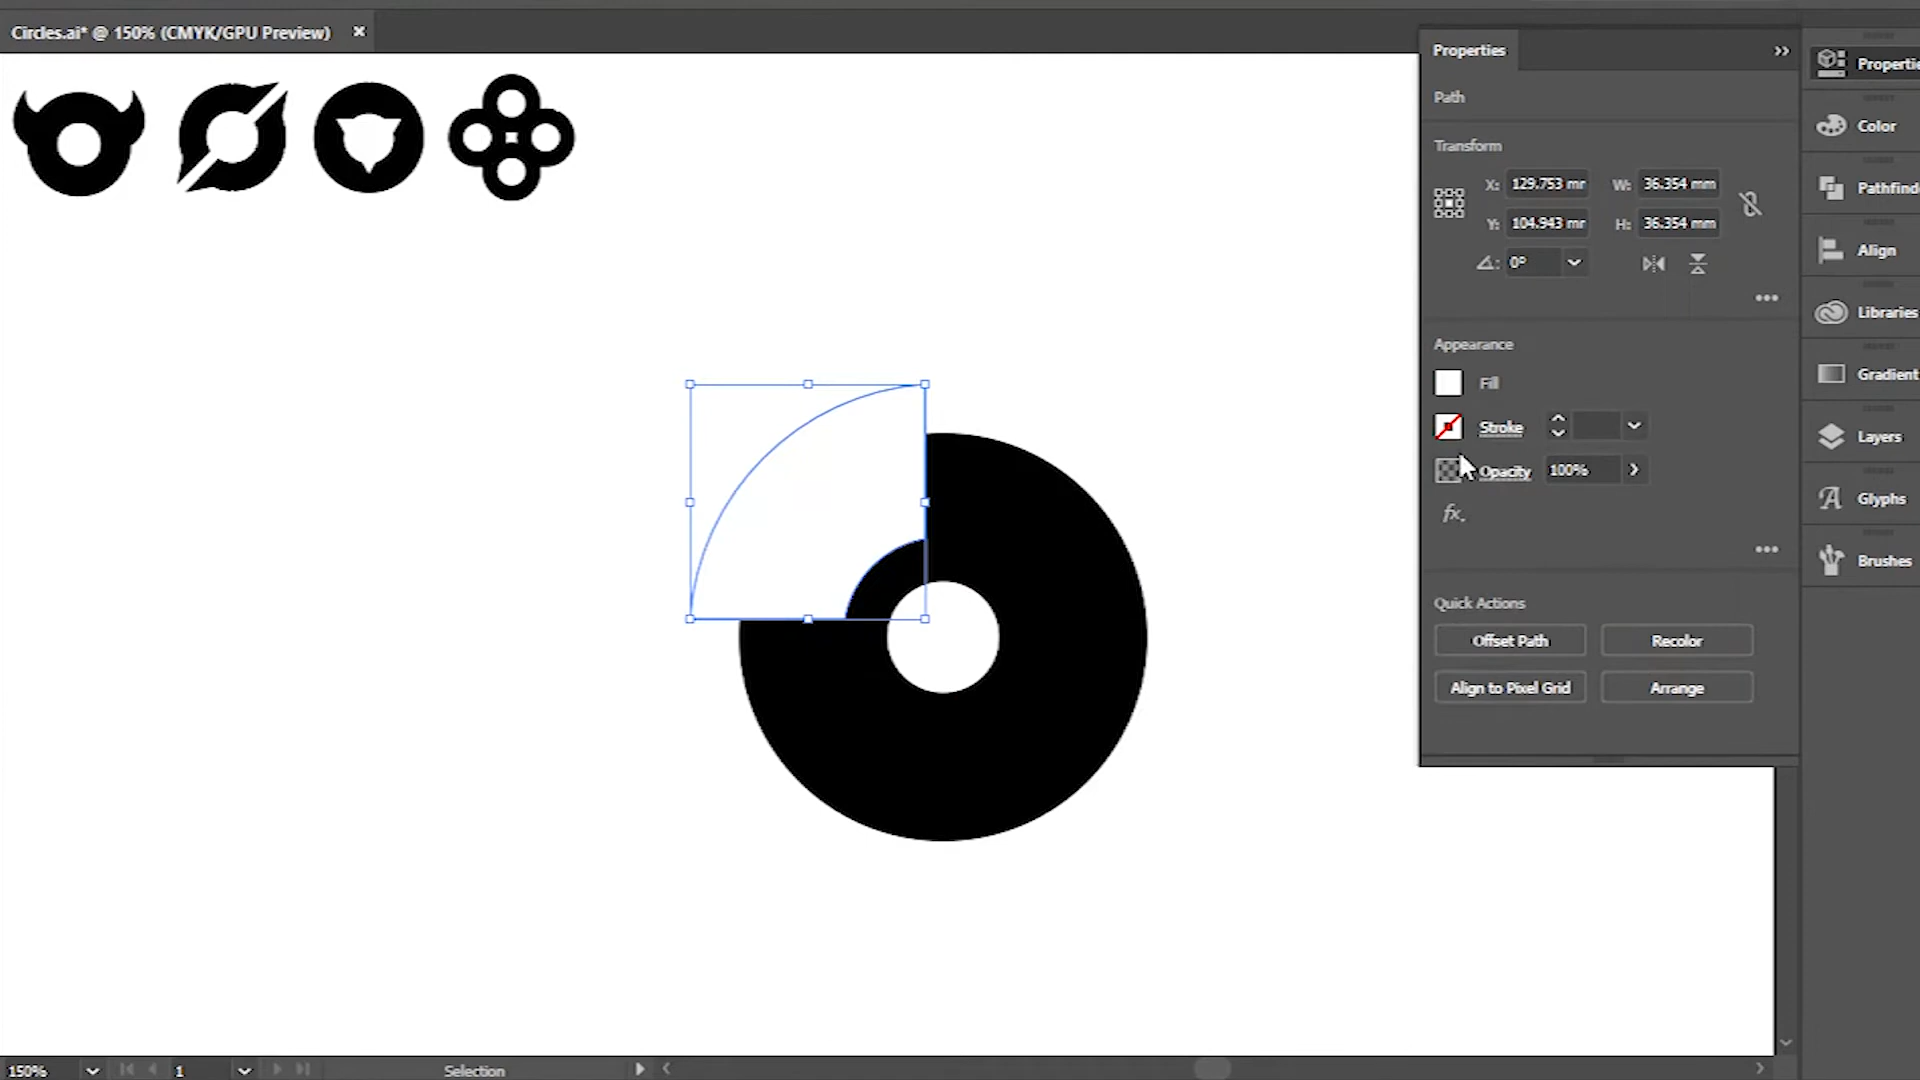 Circles.ai* @ 150% (CMYK/GPU Preview) ×
Properties
Path
Transform
X: 129.753 mr W: 36.354 mm
Y: 104.943 mr H: 36.354 mm
0°
Appearance
Fill
Stroke
Opacity 100%
fx.
Quick Actions
Offset Path Recolor
Align to Pixel Grid Arrange
Propertie
Color
Pathfind
Align
Libraries
Gradient
Layers
Glyphs
Brushes
150% 1 Selection